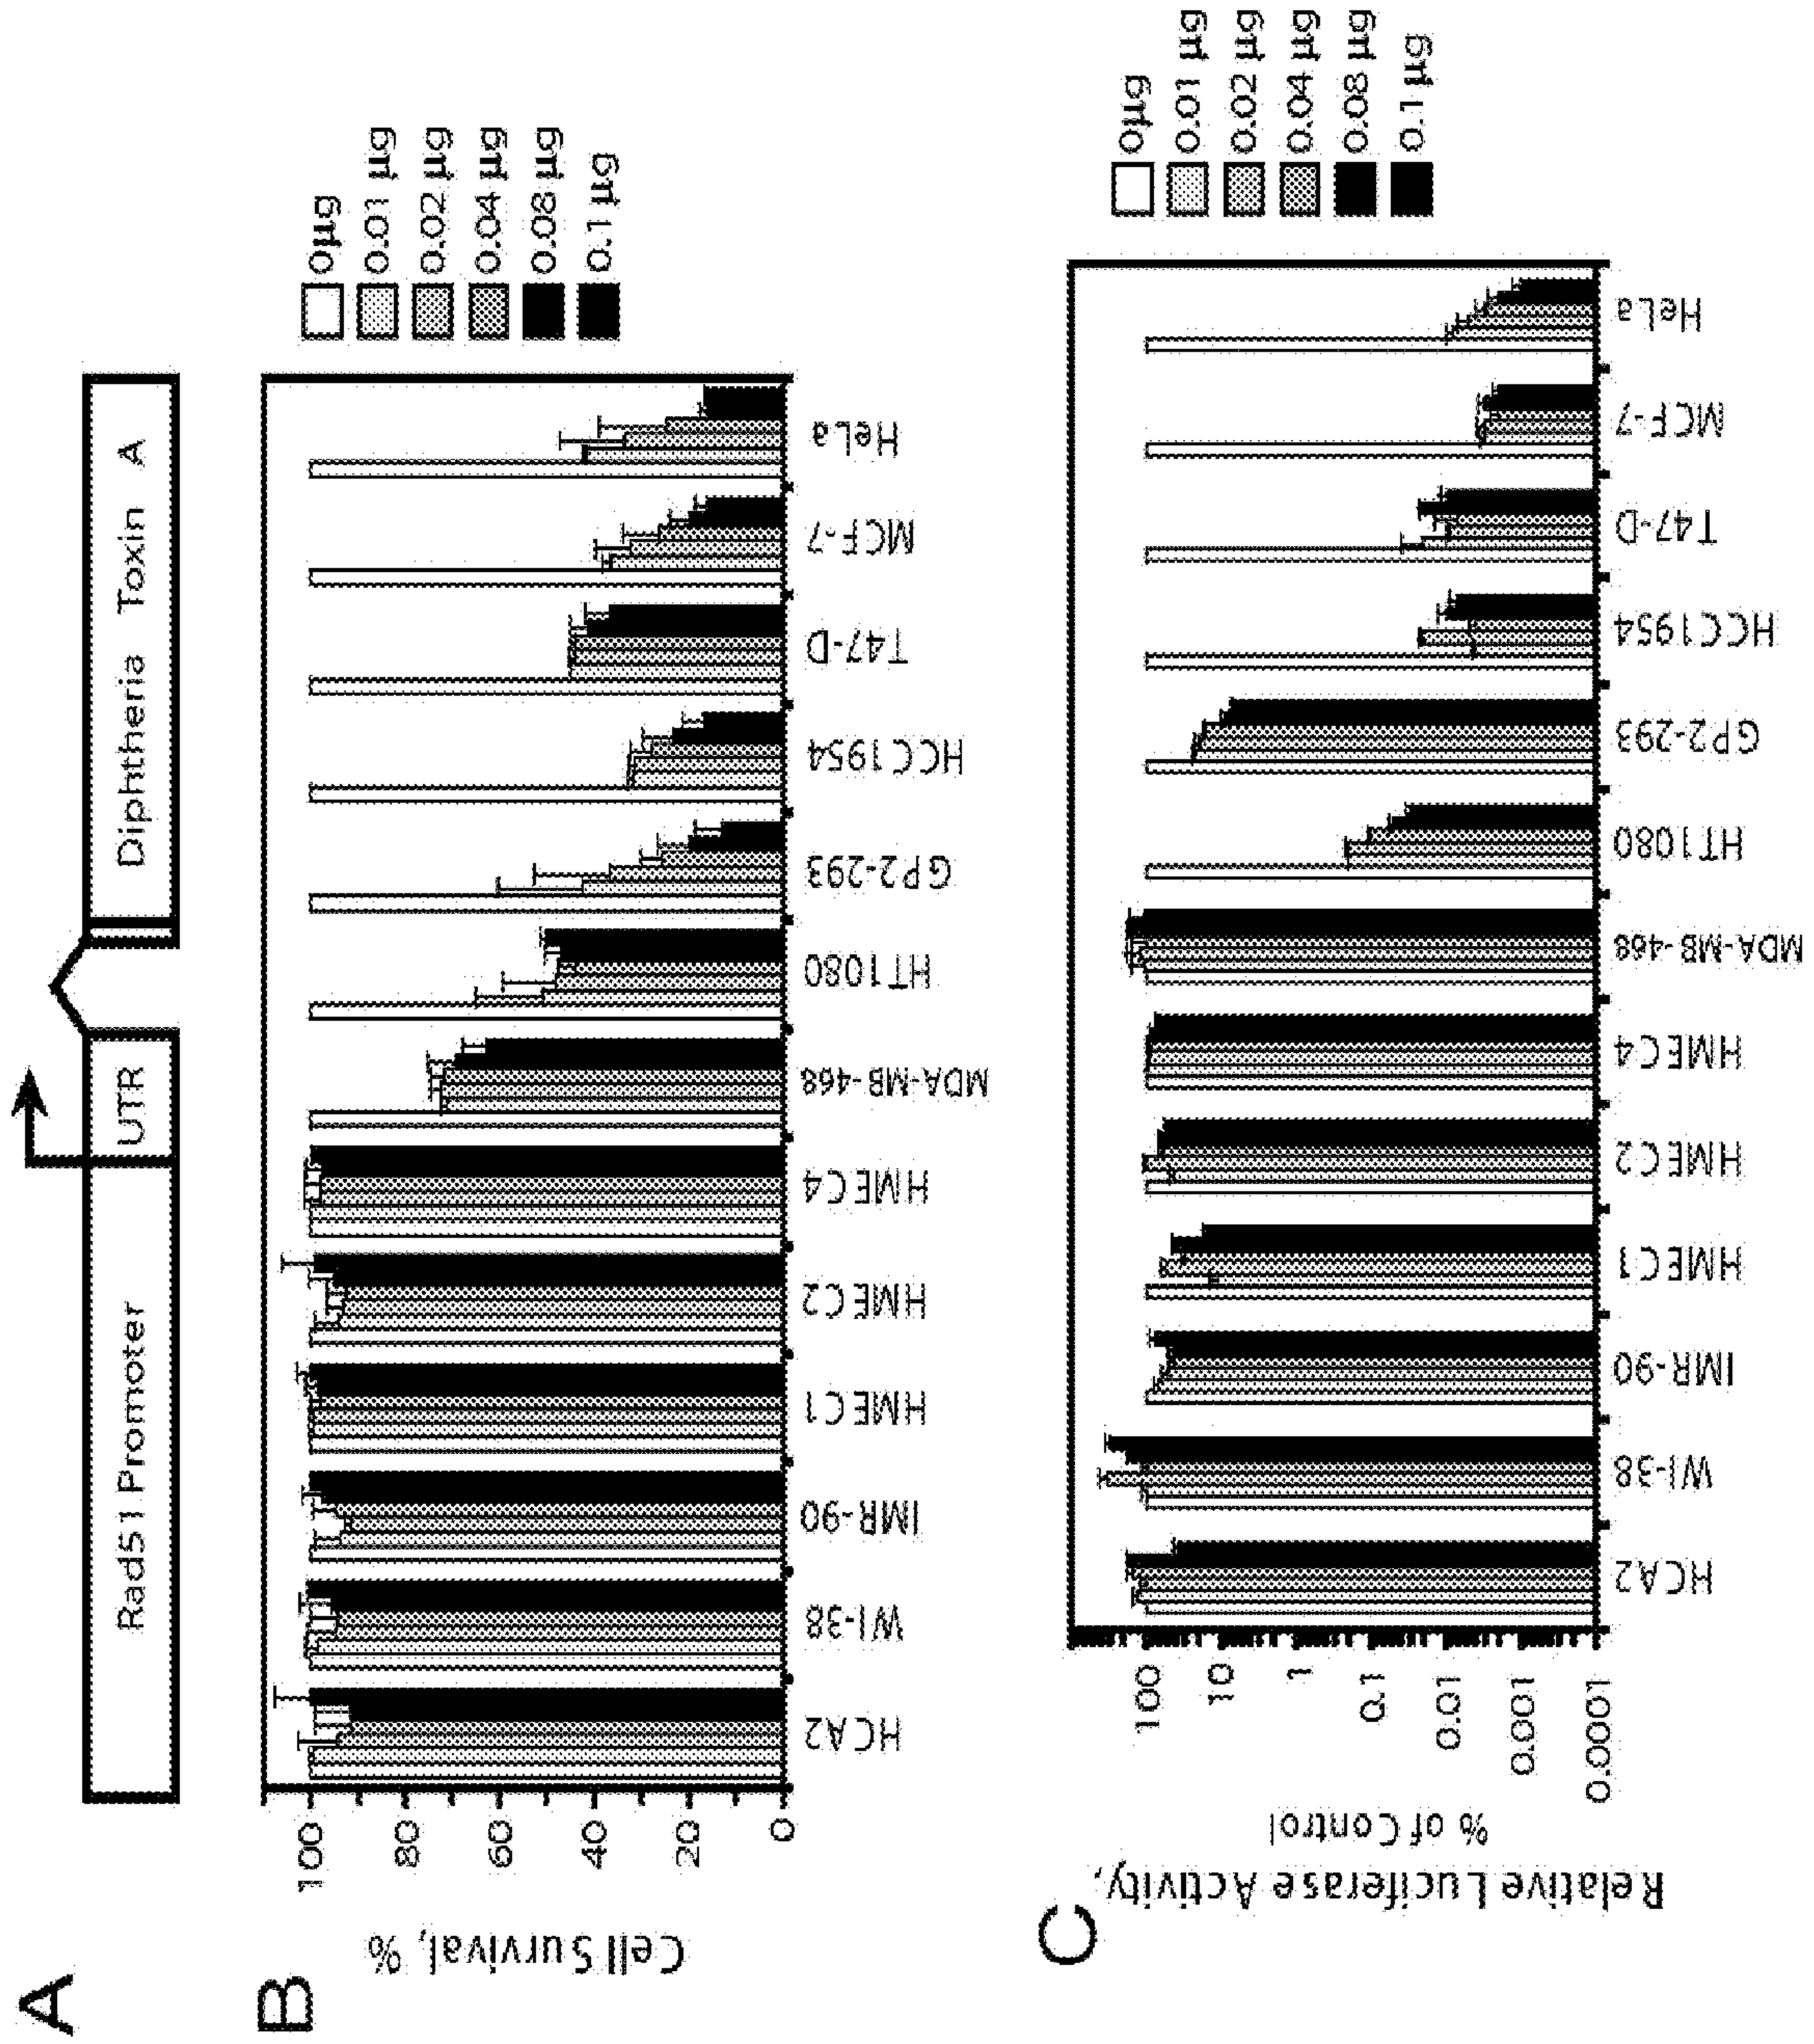 A
Rad51 Promoter UTR Diphtheria Toxin A
B
Cell Survival, %
100
80
60
40
20
0
HCA2 WI-38 IMR-90 HMEC1 HMEC2 HMEC4 MDA-MB-468 HT1080 GP2-293 HCC1954 T47-D MCF-7 HeLa
0µg
0.01 µg
0.02 µg
0.04 µg
0.08 µg
0.1 µg
C
Relative Luciferase Activity,
% of Control
100
10
1
0.1
0.01
0.001
0.0001
HCA2 WI-38 IMR-90 HMEC1 HMEC2 HMEC4 MDA-MB-468 HT1080 GP2-293 HCC1954 T47-D MCF-7 HeLa
0µg
0.01 µg
0.02 µg
0.04 µg
0.08 µg
0.1 µg